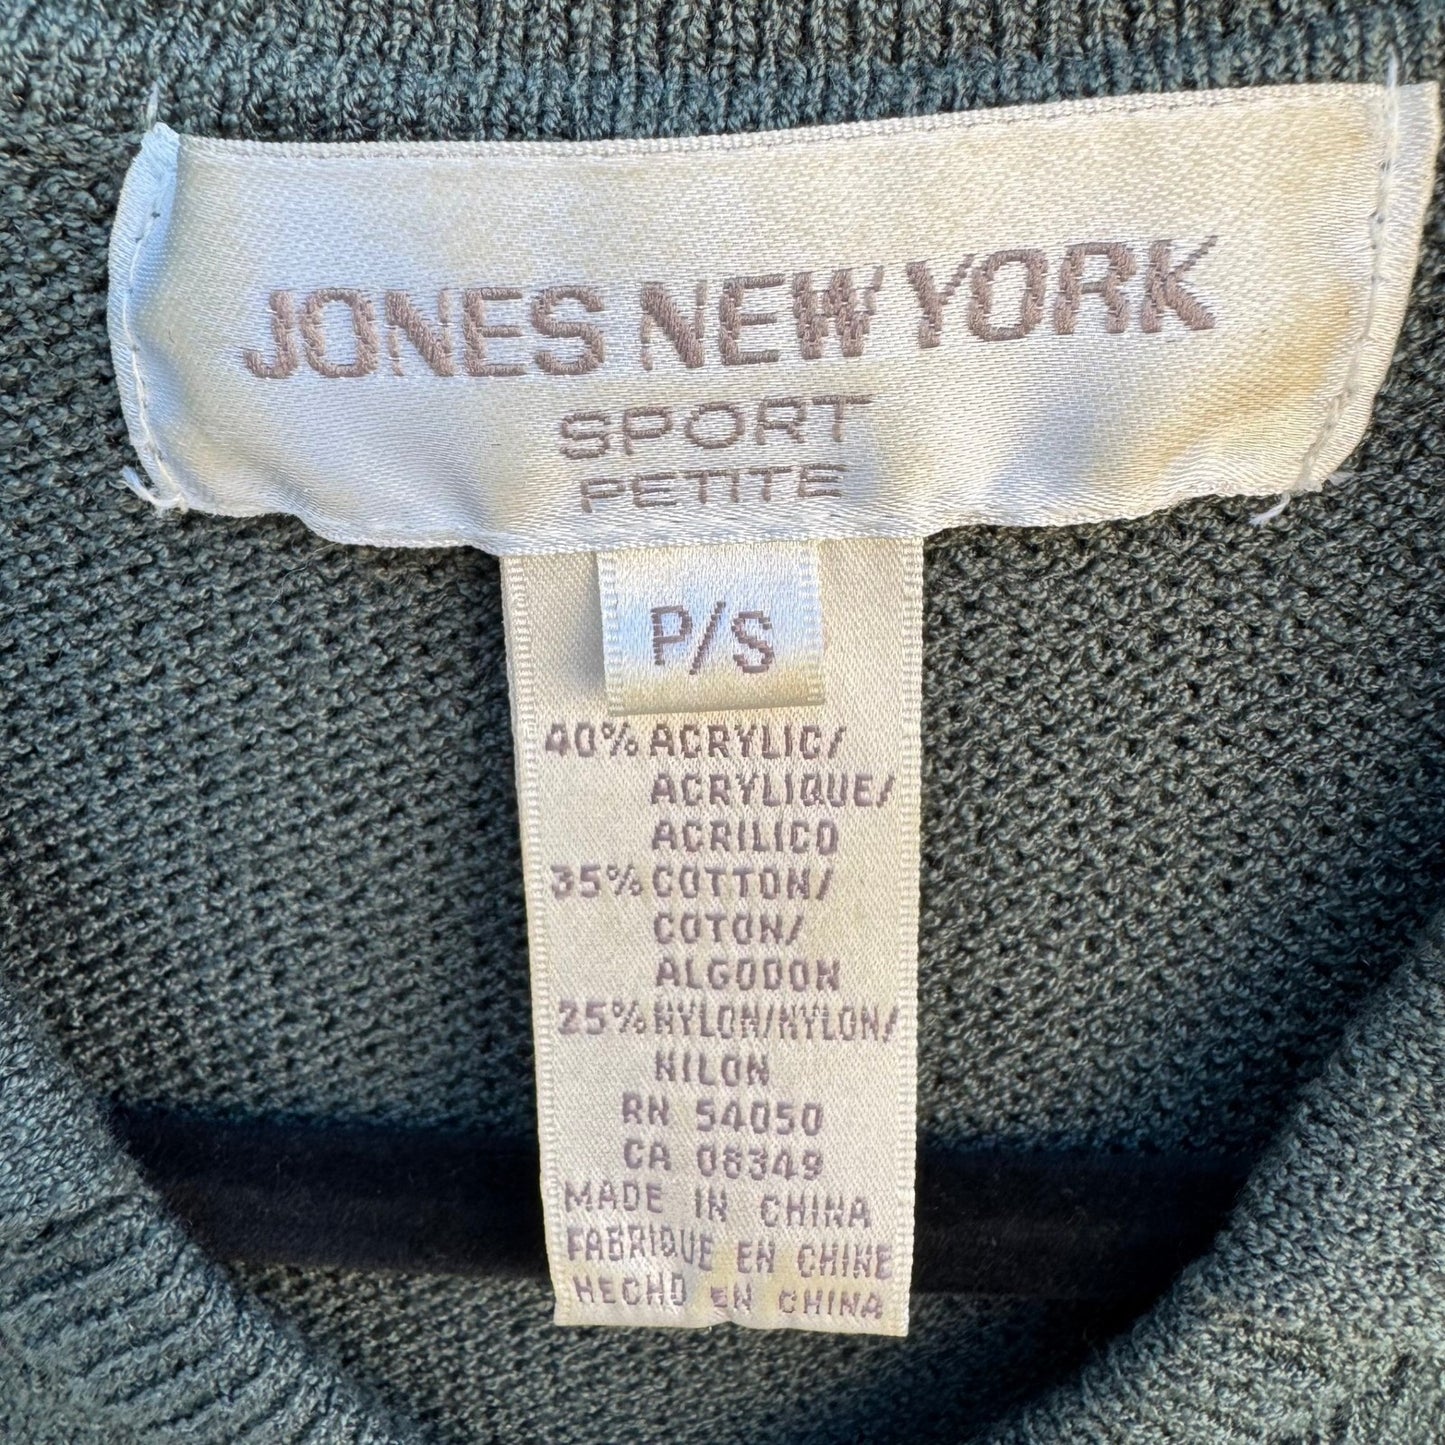 JONES NEW YORK
SPORT
PETITE
P/S
40% ACRYLIC/
ACRYLIQUE/
ACRILICO
35% COTTON/
COTON/
ALGODON
25% NYLON/NYLON/
NILON
RN 54050
CA 08349
MADE IN CHINA
FABRIQUE EN CHINE
HECHO EN CHINA